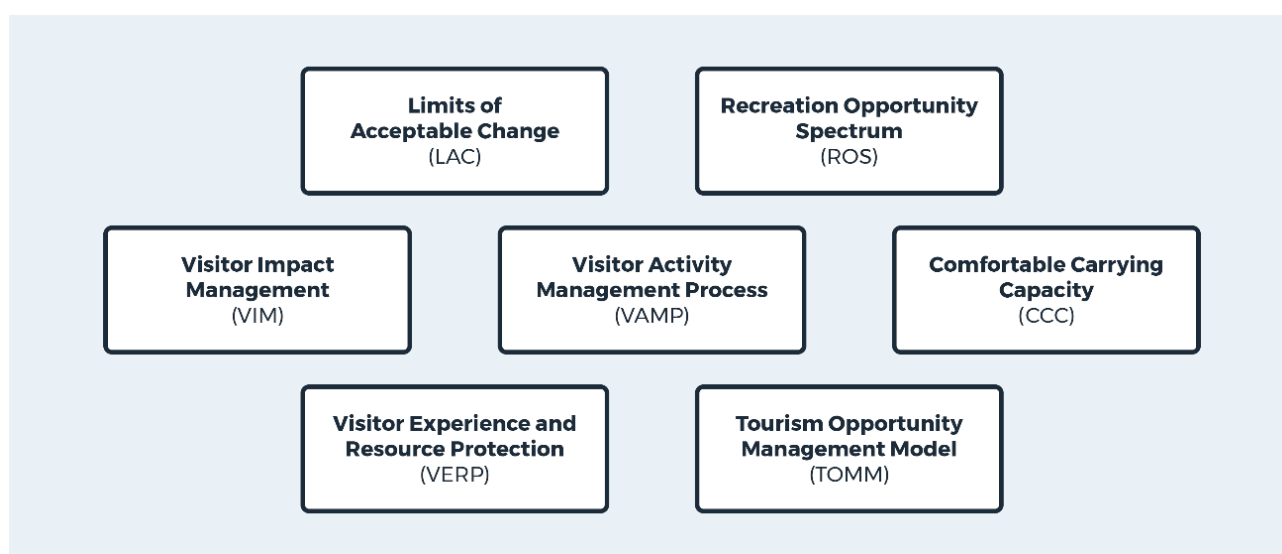 Limits of
Acceptable Change
(LAC)
Recreation Opportunity
Spectrum
(ROS)
Visitor Impact
Management
(VIM)
Visitor Activity
Management Process
(VAMP)
Comfortable Carrying
Capacity
(CCC)
Visitor Experience and
Resource Protection
(VERP)
Tourism Opportunity
Management Model
(TOMM)